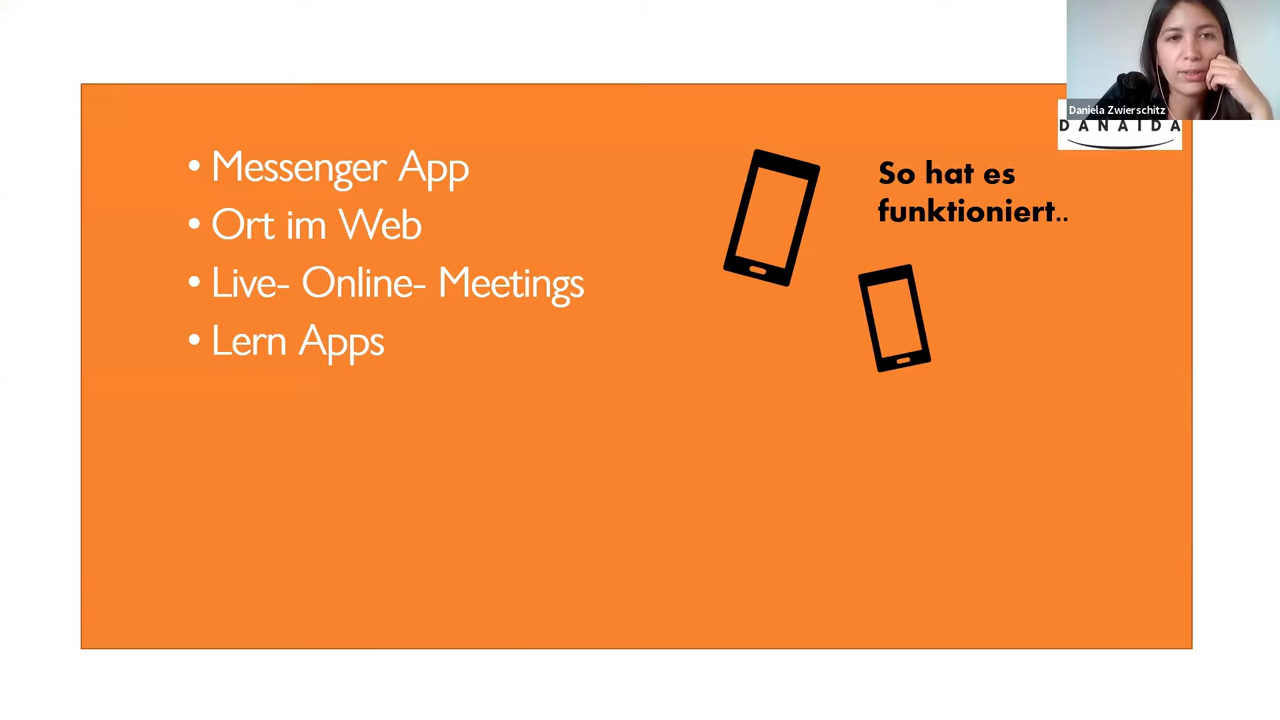 Daniela Zwierschitz
DANAIDA
• Messenger App
• Ort im Web
• Live- Online- Meetings
• Lern Apps
So hat es
funktioniert..